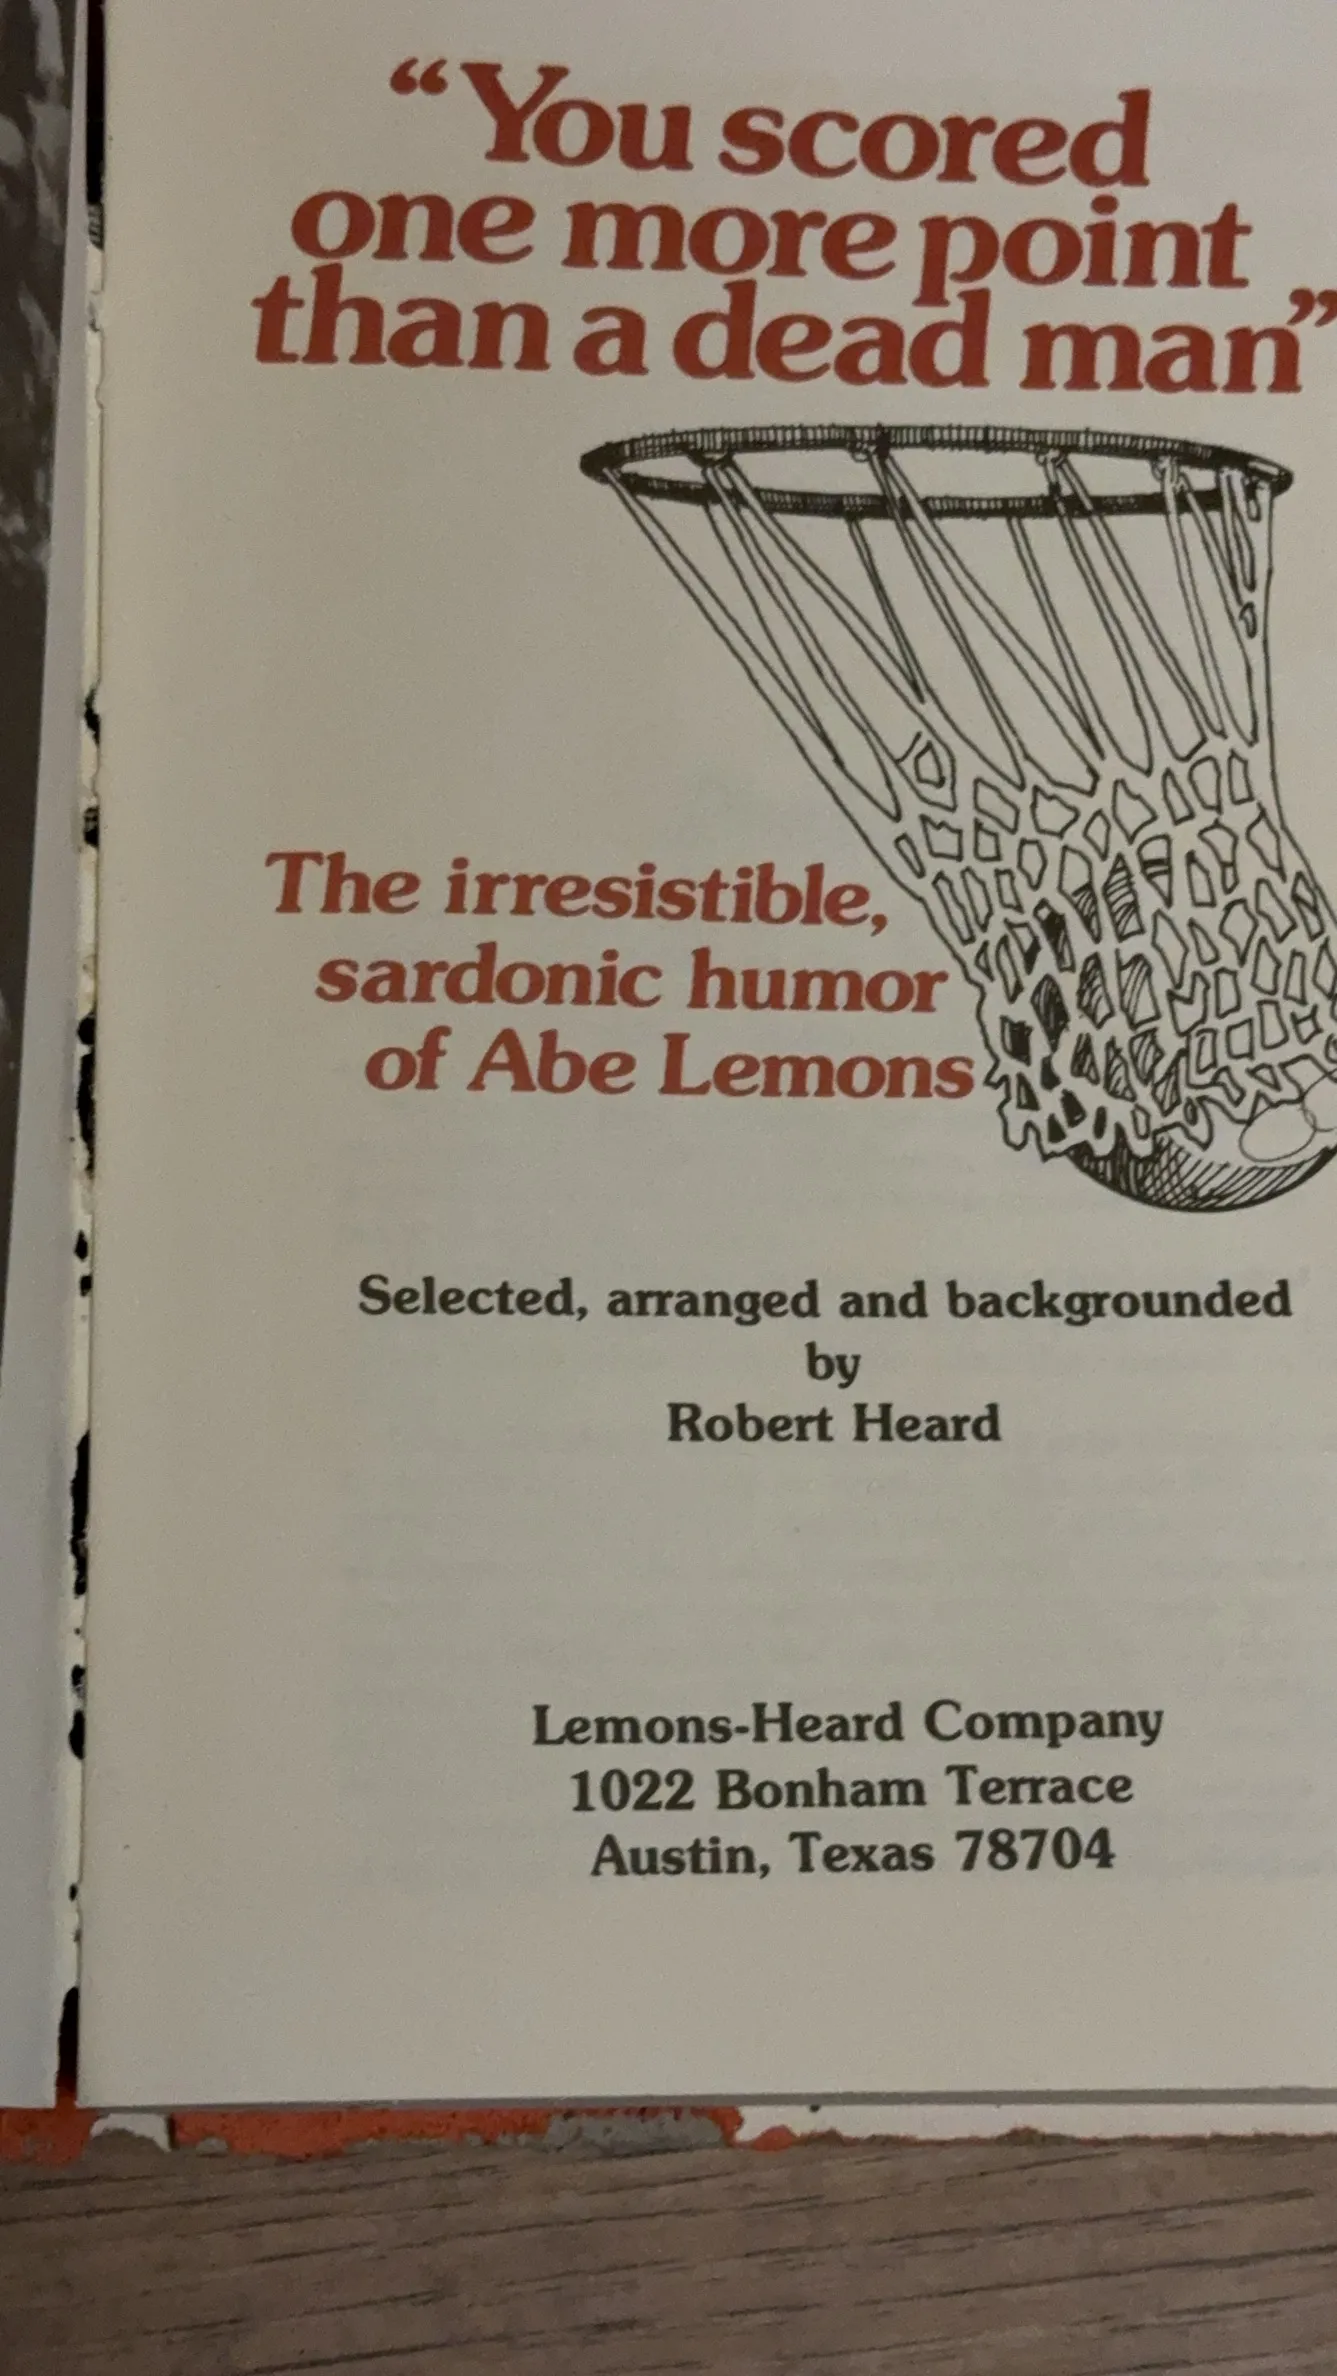 “You scored
one more point
than a dead man”
The irresistible,
sardonic humor
of Abe Lemons
Selected, arranged and backgrounded
by
Robert Heard
Lemons-Heard Company
1022 Bonham Terrace
Austin, Texas 78704